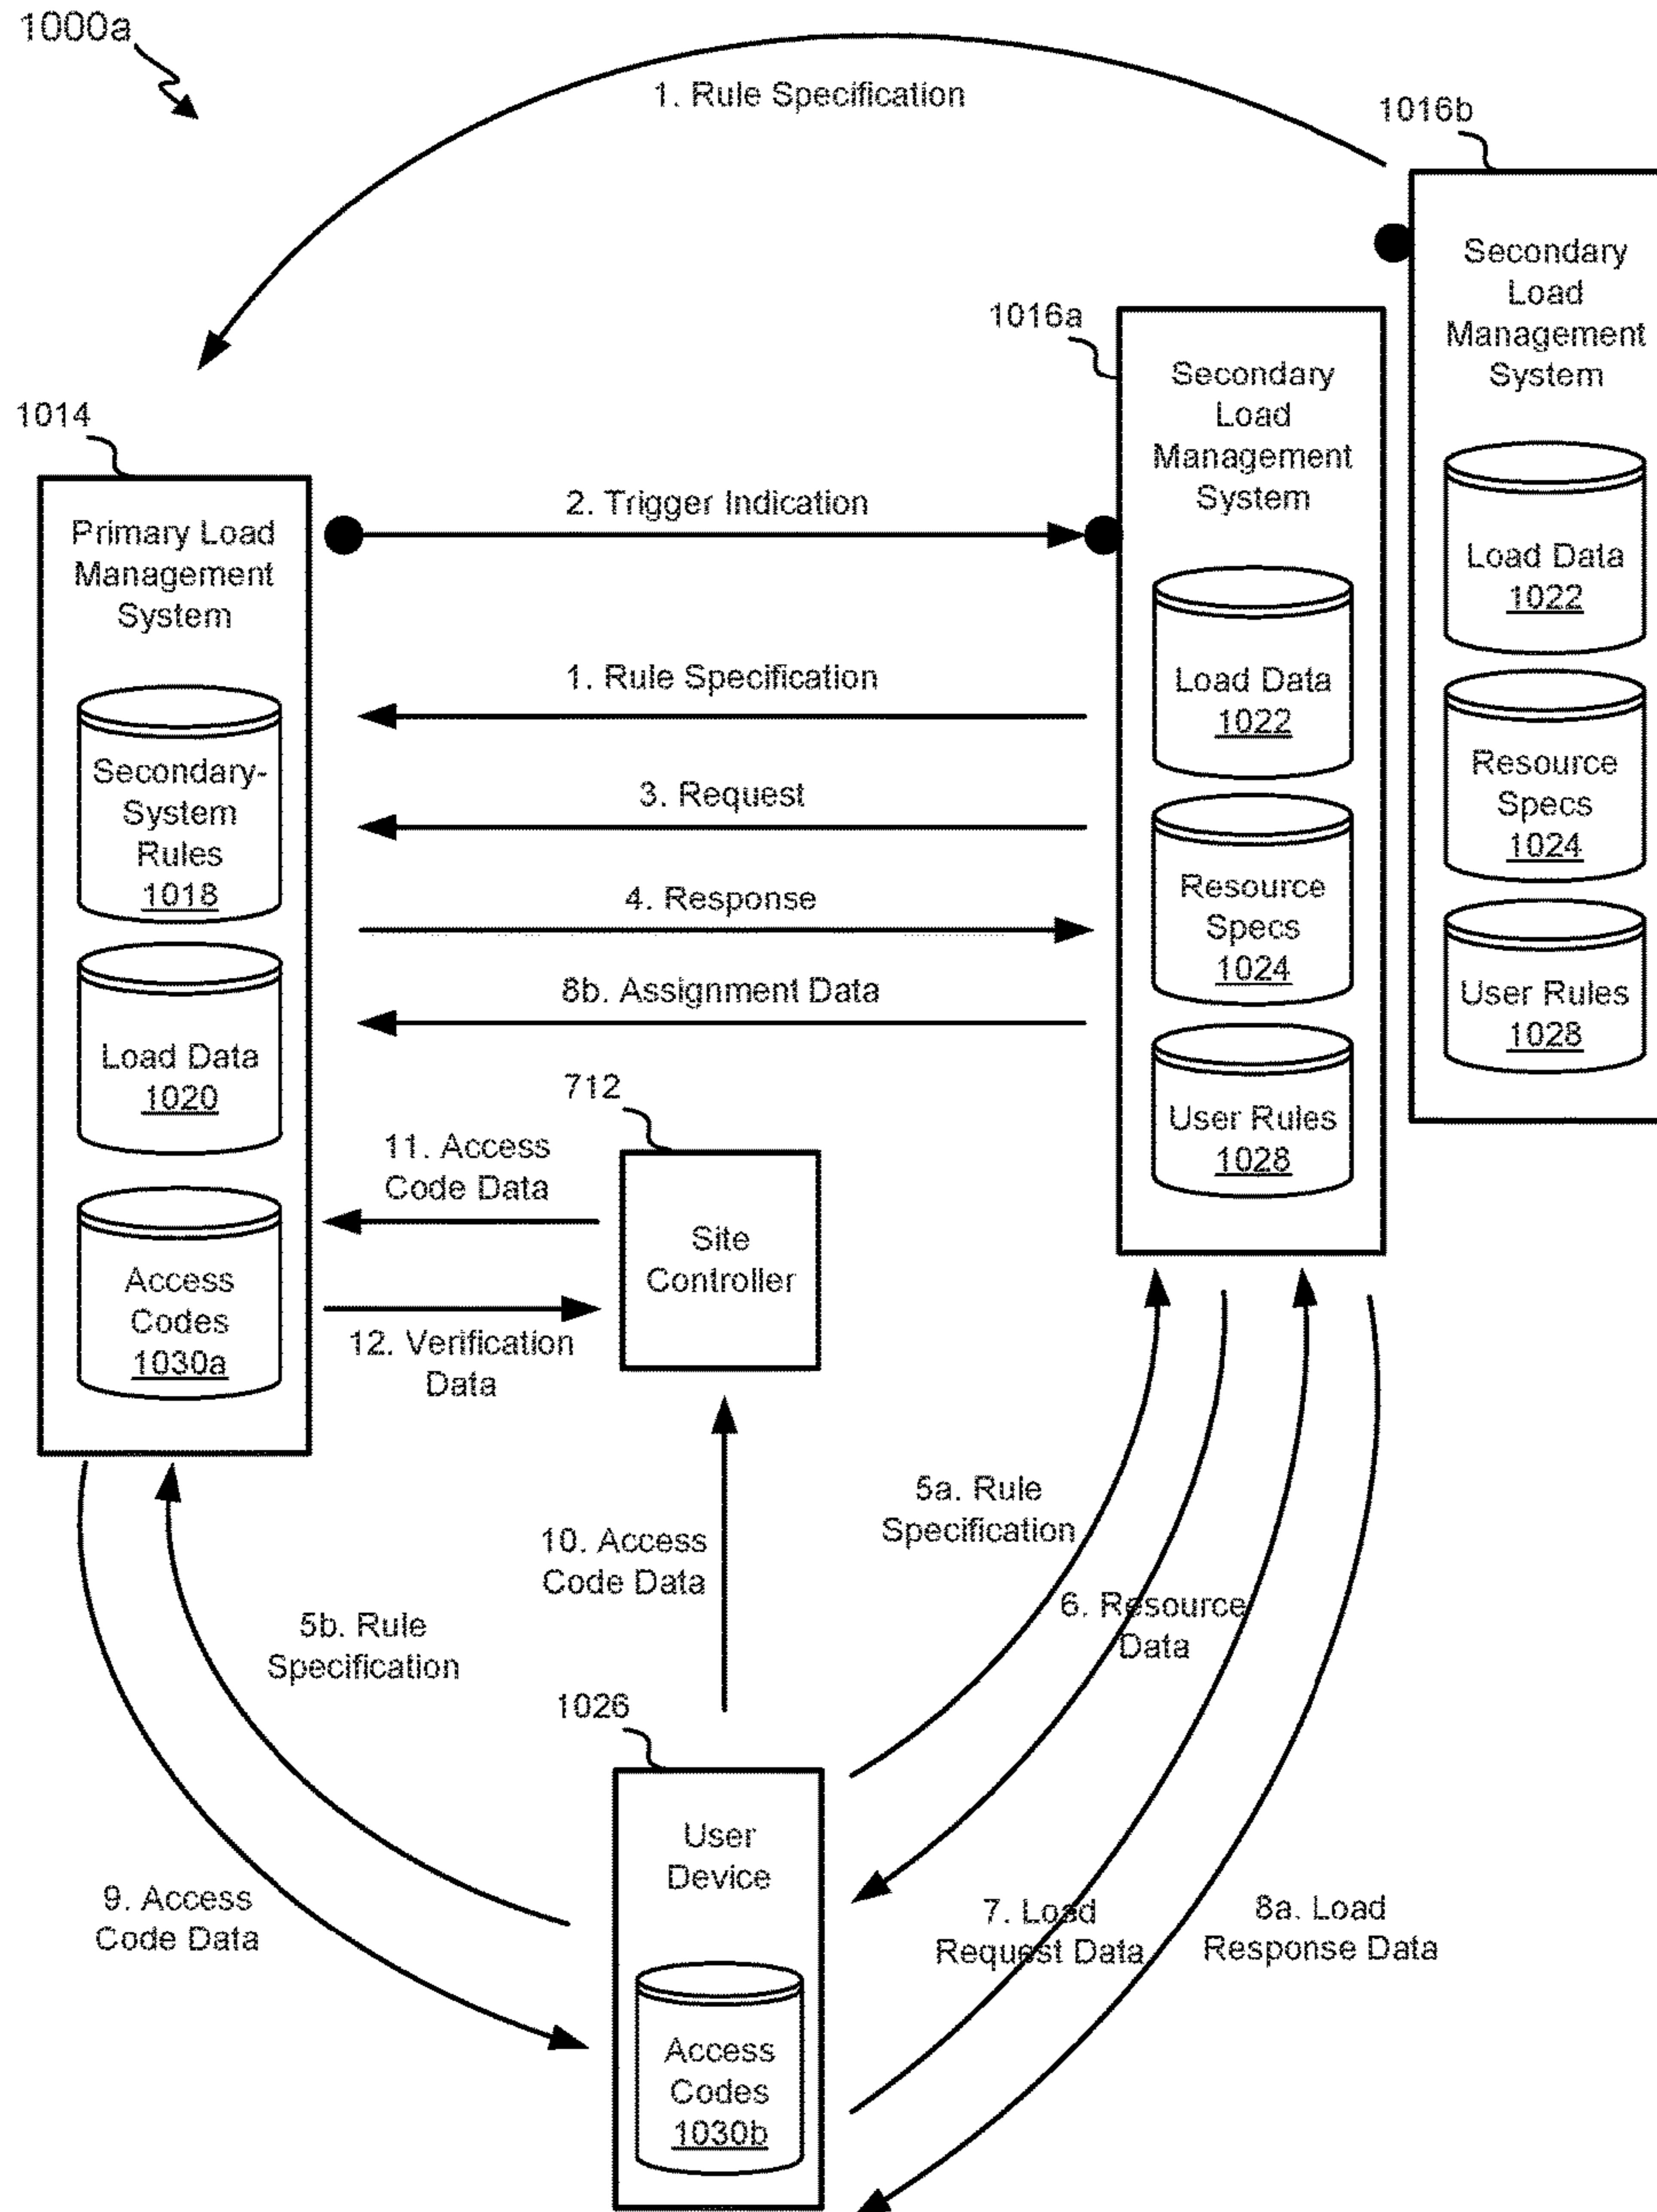 1000a
1. Rule Specification
1016b
Secondary
Load
Management
System
Load Data
1022
Resource
Specs
1024
User Rules
1028
1016a
Secondary
Load
Management
System
Load Data
1022
Resource
Specs
1024
User Rules
1028
1014
Primary Load
Management
System
Secondary-
System
Rules
1018
Load Data
1020
Access
Codes
1030a
2. Trigger Indication
1. Rule Specification
3. Request
4. Response
8b. Assignment Data
712
11. Access
Code Data
Site
Controller
12. Verification
Data
10. Access
Code Data
5a. Rule
Specification
6. Resource
Data
5b. Rule
Specification
1026
User
Device
Access
Codes
1030b
9. Access
Code Data
7. Load
Request Data
8a. Load
Response Data